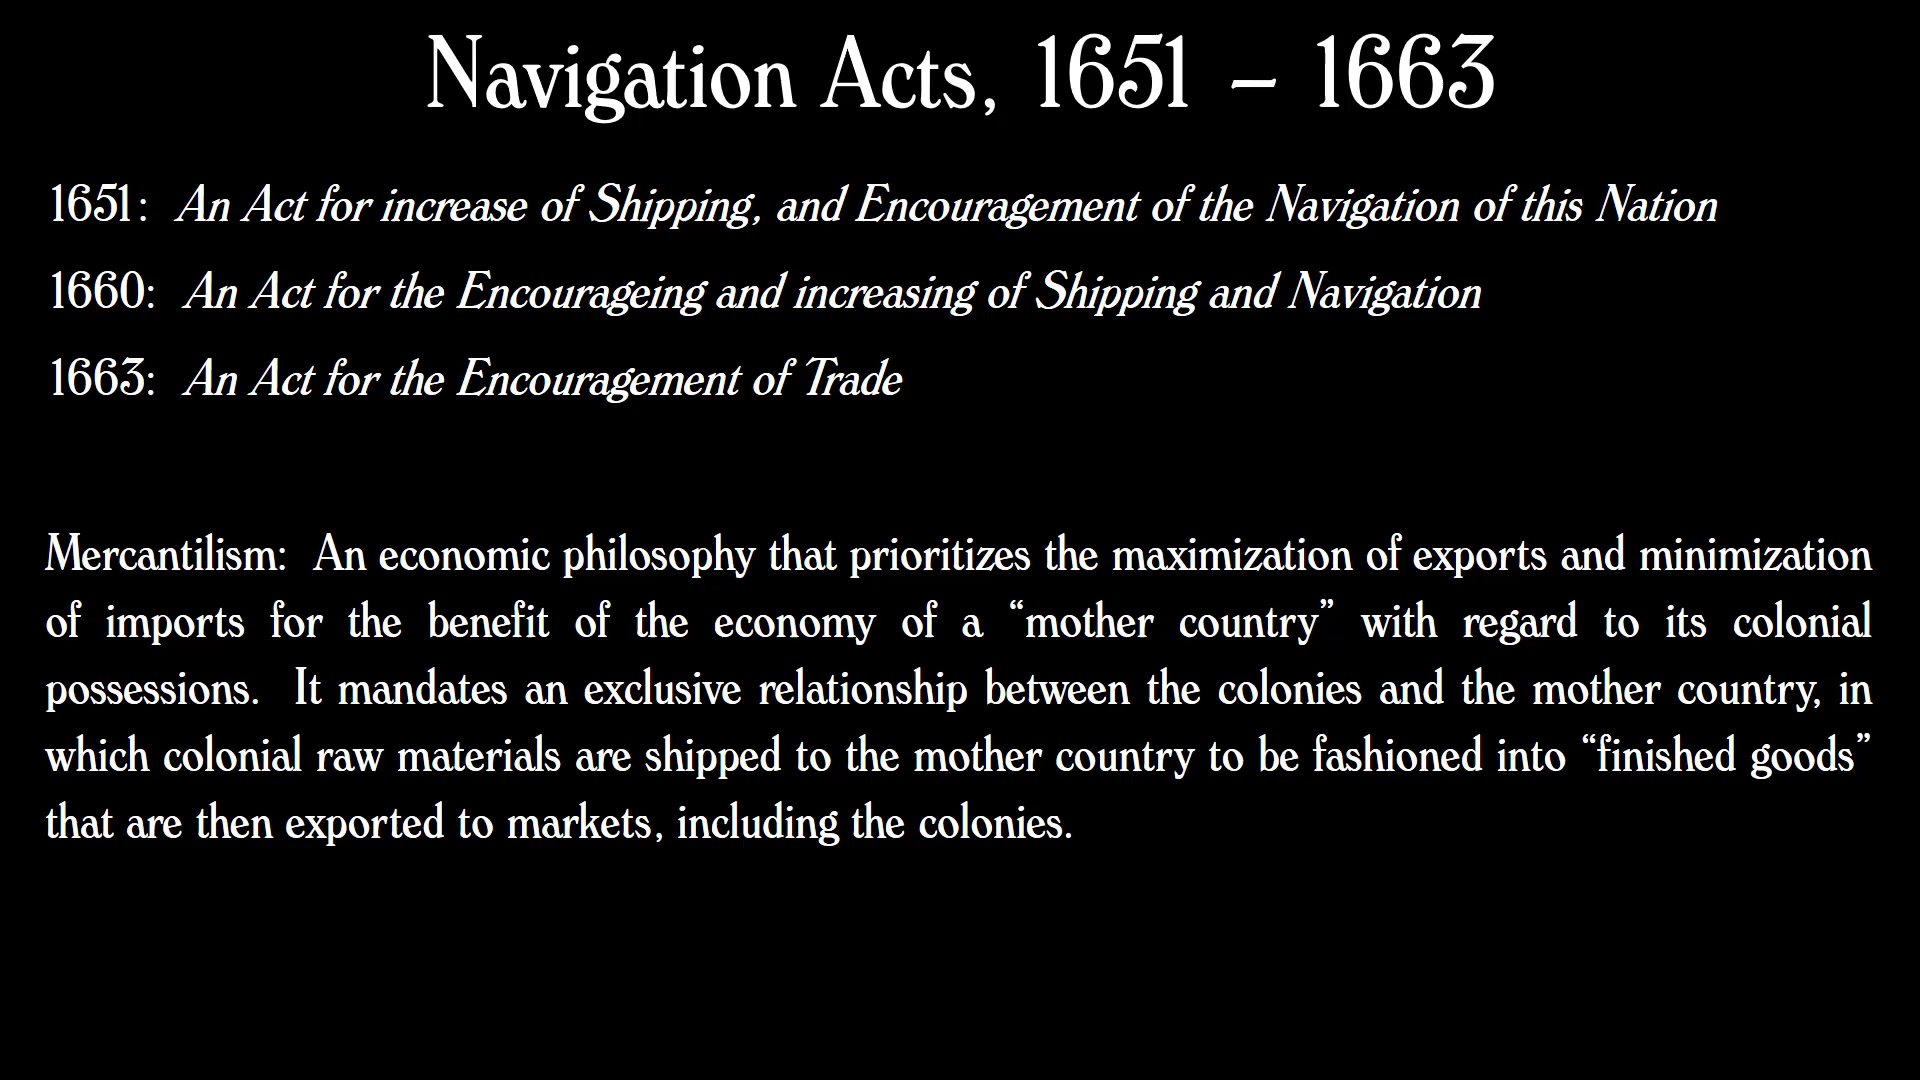 Navigation Acts, 1651 – 1663
1651:  An Act for increase of Shipping, and Encouragement of the Navigation of this Nation
1660:  An Act for the Encourageing and increasing of Shipping and Navigation
1663:  An Act for the Encouragement of Trade
Mercantilism:  An economic philosophy that prioritizes the maximization of exports and minimization
of imports for the benefit of the economy of a “mother country” with regard to its colonial
possessions.  It mandates an exclusive relationship between the colonies and the mother country, in
which colonial raw materials are shipped to the mother country to be fashioned into “finished goods”
that are then exported to markets, including the colonies.